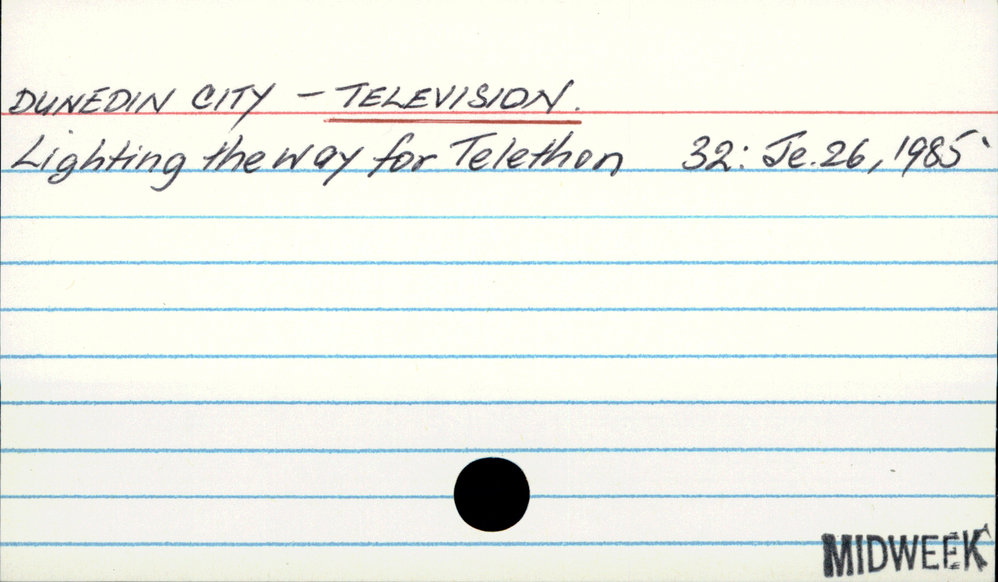 DUNEDIN CITY - TELEVISION.
Lighting the way for Telethon 32: Je. 26, 1985
MIDWEEK